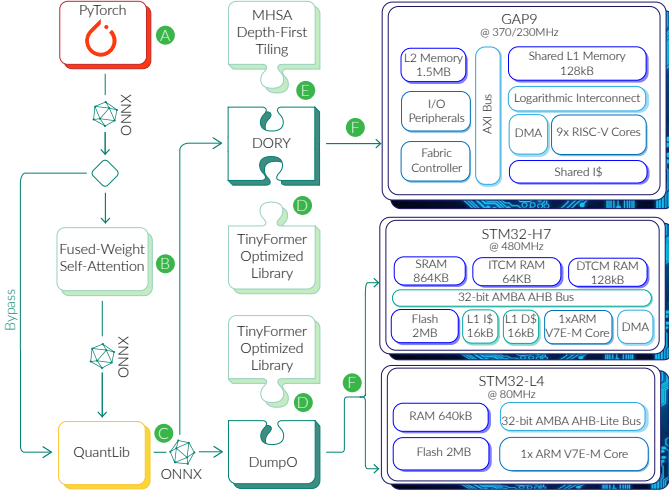 PyTorch
A
ONNX
Bypass
Fused-Weight
Self-Attention
B
ONNX
QuantLib
C
ONNX
MHSA
Depth-First
Tiling
E
DORY
D
TinyFormer
Optimized
Library
TinyFormer
Optimized
Library
D
DumpO
F
F
GAP9
@ 370/230MHz
L2 Memory
1.5MB
I/O
Peripherals
Fabric
Controller
AXI Bus
Shared L1 Memory
128kB
Logarithmic Interconnect
DMA
9x RISC-V Cores
Shared I$
STM32-H7
@ 480MHz
SRAM
864KB
ITCM RAM
64KB
DTCM RAM
128kB
32-bit AMBA AHB Bus
Flash
2MB
L1 I$
16kB
L1 D$
16kB
1xARM
V7E-M Core
DMA
STM32-L4
@ 80MHz
RAM 640kB
32-bit AMBA AHB-Lite Bus
Flash 2MB
1x ARM V7E-M Core